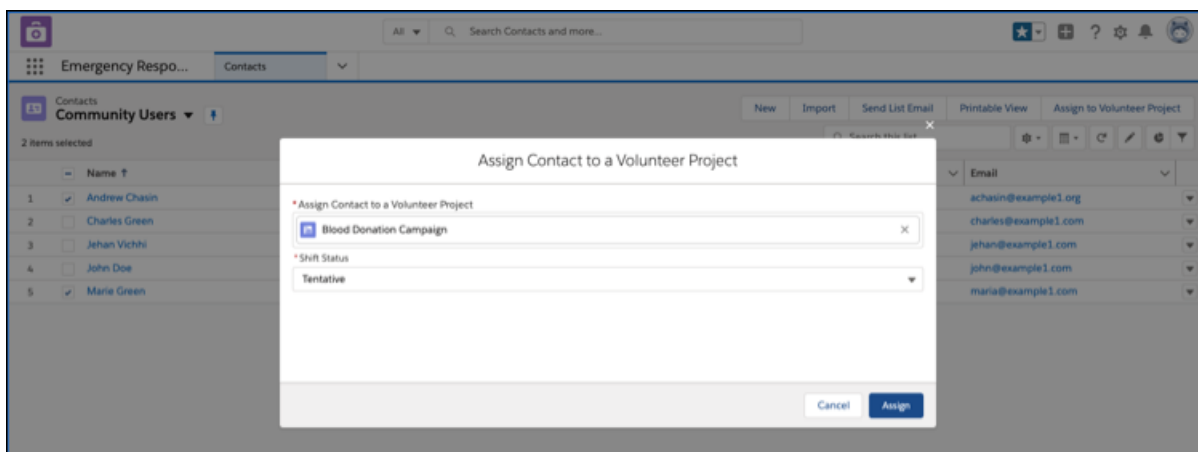 All
Search Contacts and more...
Emergency Respo...
Contacts
Contacts
Community Users
New
Import
Send List Email
Printable View
Assign to Volunteer Project
2 items selected
Search this list
Assign Contact to a Volunteer Project
Name
Email
1 Andrew Chasin achasin@example1.org
2 Charles Green charles@example1.com
3 Jehan Vichhi jehan@example1.com
4 John Doe john@example1.com
5 Marie Green maria@example1.com
*Assign Contact to a Volunteer Project
Blood Donation Campaign
*Shift Status
Tentative
Cancel
Assign